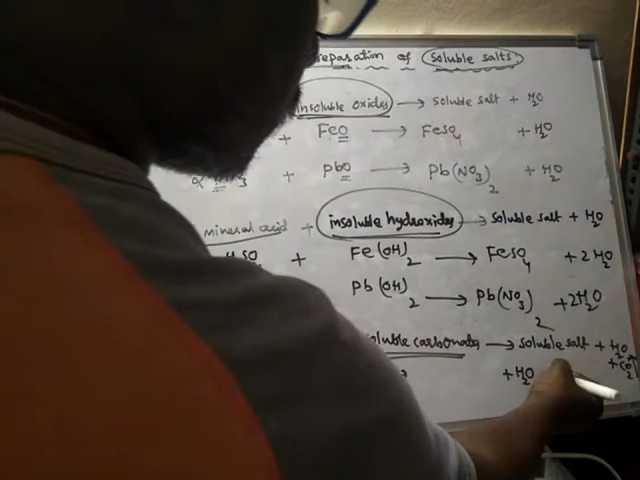 preparation of soluble salts
insoluble oxides → soluble salt + H₂O
+ FeO → FeSO₄ + H₂O
+ PbO → Pb(NO₃)₂ + H₂O
mineral acid + insoluble hydroxides → soluble salt + H₂O
+ Fe(OH)₂ → FeSO₄ + 2H₂O
Pb(OH)₂ → Pb(NO₃)₂ + 2H₂O
soluble carbonates → soluble salt + H₂O
+ CO₂↑
+ H₂O